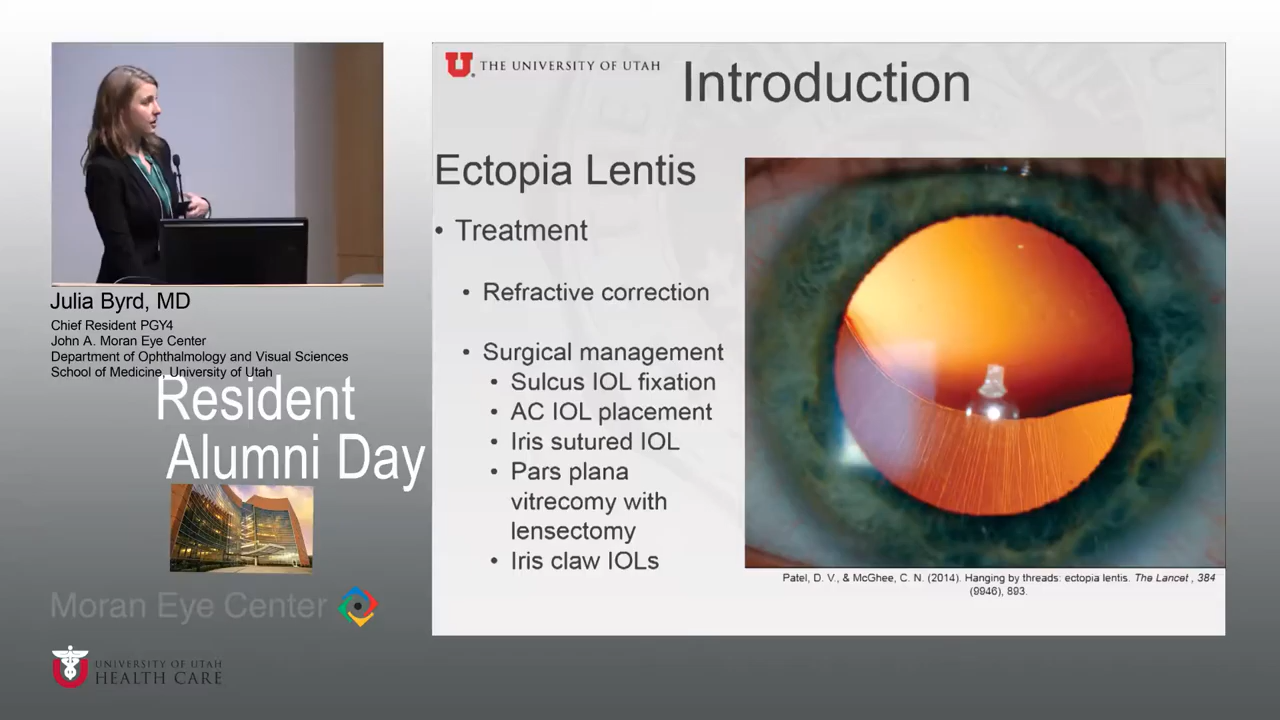 THE UNIVERSITY OF UTAH
Introduction
Ectopia Lentis
• Treatment
• Refractive correction
• Surgical management
• Sulcus IOL fixation
• AC IOL placement
• Iris sutured IOL
• Pars plana
vitrecomy with
lensectomy
• Iris claw IOLs
Patel, D. V., & McGhee, C. N. (2014). Hanging by threads: ectopia lentis. The Lancet , 384
(9946), 893.
Julia Byrd, MD
Chief Resident PGY4
John A. Moran Eye Center
Department of Ophthalmology and Visual Sciences
School of Medicine, University of Utah
Resident
Alumni Day
Moran Eye Center
UNIVERSITY OF UTAH
HEALTH CARE